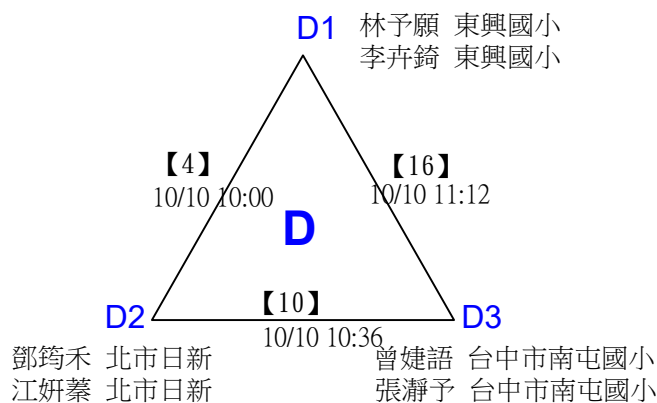 D1 林予願 東興國小
李卉錡 東興國小
【4】
10/10 10:00
【16】
10/10 11:12
D
【10】
10/10 10:36
D2
D3
鄧筠禾 北市日新
江妍蓁 北市日新
曾婕語 台中市南屯國小
張瀞予 台中市南屯國小